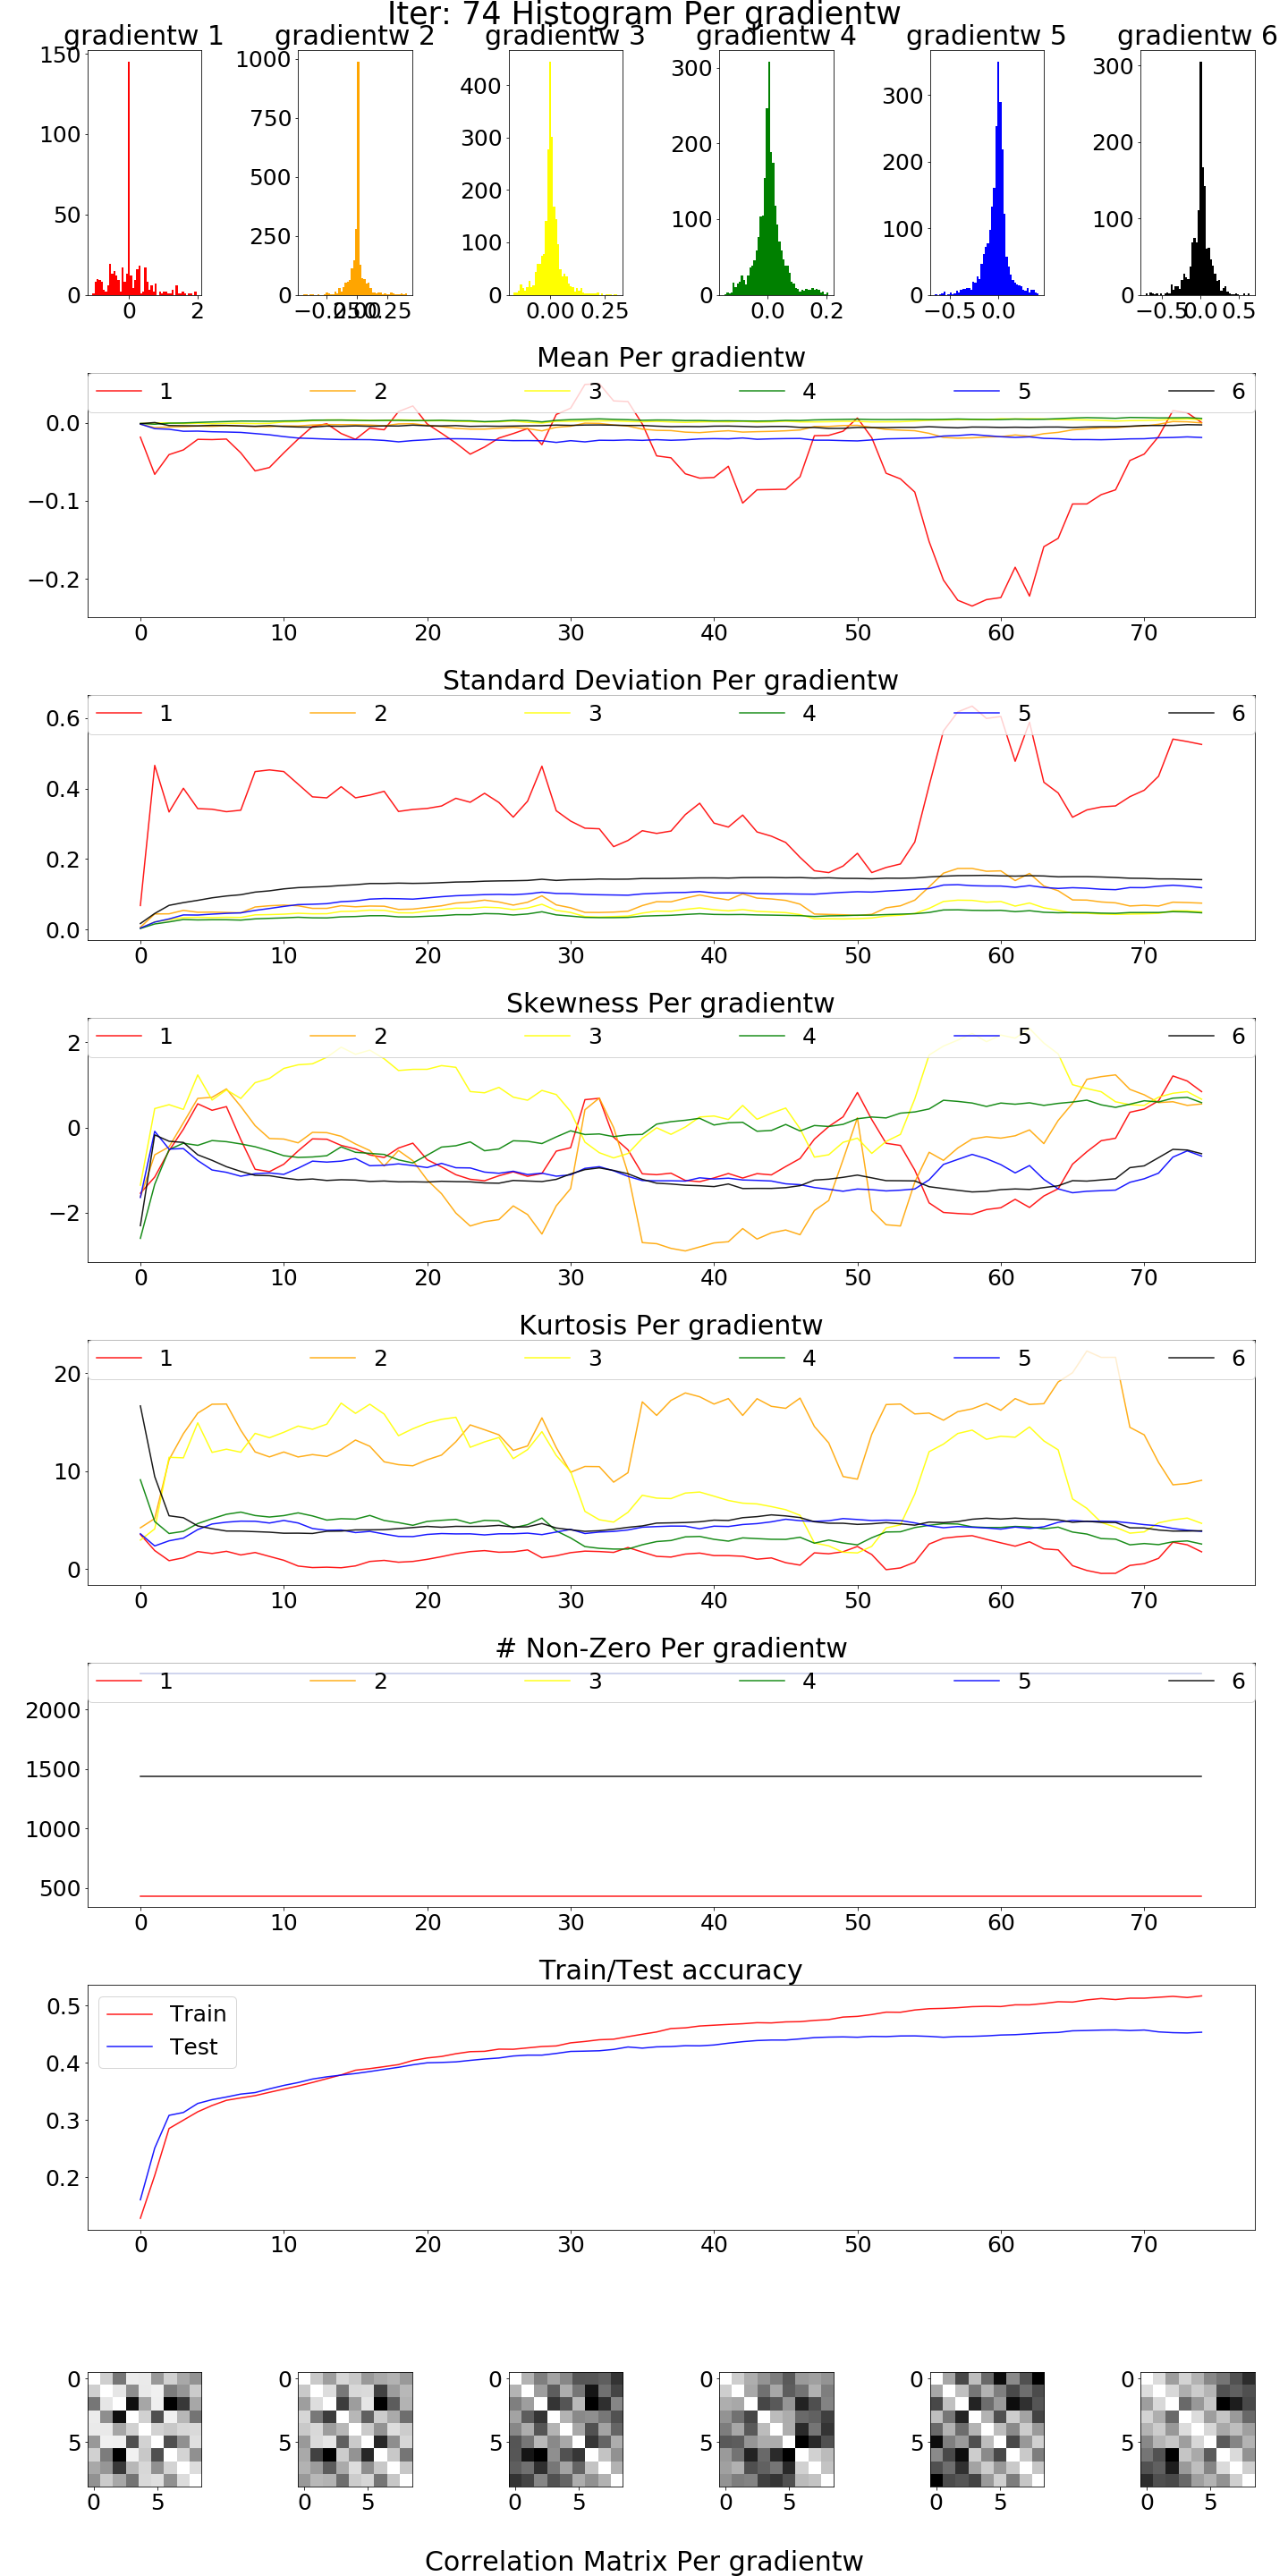 Iter: 74 Histogram Per gradientw
gradientw 1 gradientw 2 gradientw 3 gradientw 4 gradientw 5 gradientw 6
150 100 50 0
0 2
1000 750 500 250 0
−0.250.000.25
400 300 200 100 0
0.00 0.25
300 200 100 0
0.0 0.2
300 200 100 0
−0.5 0.0
300 200 100 0
−0.5 0.0 0.5
Mean Per gradientw
1 2 3 4 5 6
0.0
−0.1
−0.2
0 10 20 30 40 50 60 70
Standard Deviation Per gradientw
1 2 3 4 5 6
0.6
0.4
0.2
0.0
0 10 20 30 40 50 60 70
Skewness Per gradientw
1 2 3 4 5 6
2
0
−2
0 10 20 30 40 50 60 70
Kurtosis Per gradientw
1 2 3 4 5 6
20
10
0
0 10 20 30 40 50 60 70
# Non-Zero Per gradientw
1 2 3 4 5 6
2000
1500
1000
500
0 10 20 30 40 50 60 70
Train/Test accuracy
Train
Test
0.5
0.4
0.3
0.2
0 10 20 30 40 50 60 70
0 0 0 0 0 0
5 5 5 5 5 5
0 5 0 5 0 5 0 5 0 5 0 5
Correlation Matrix Per gradientw